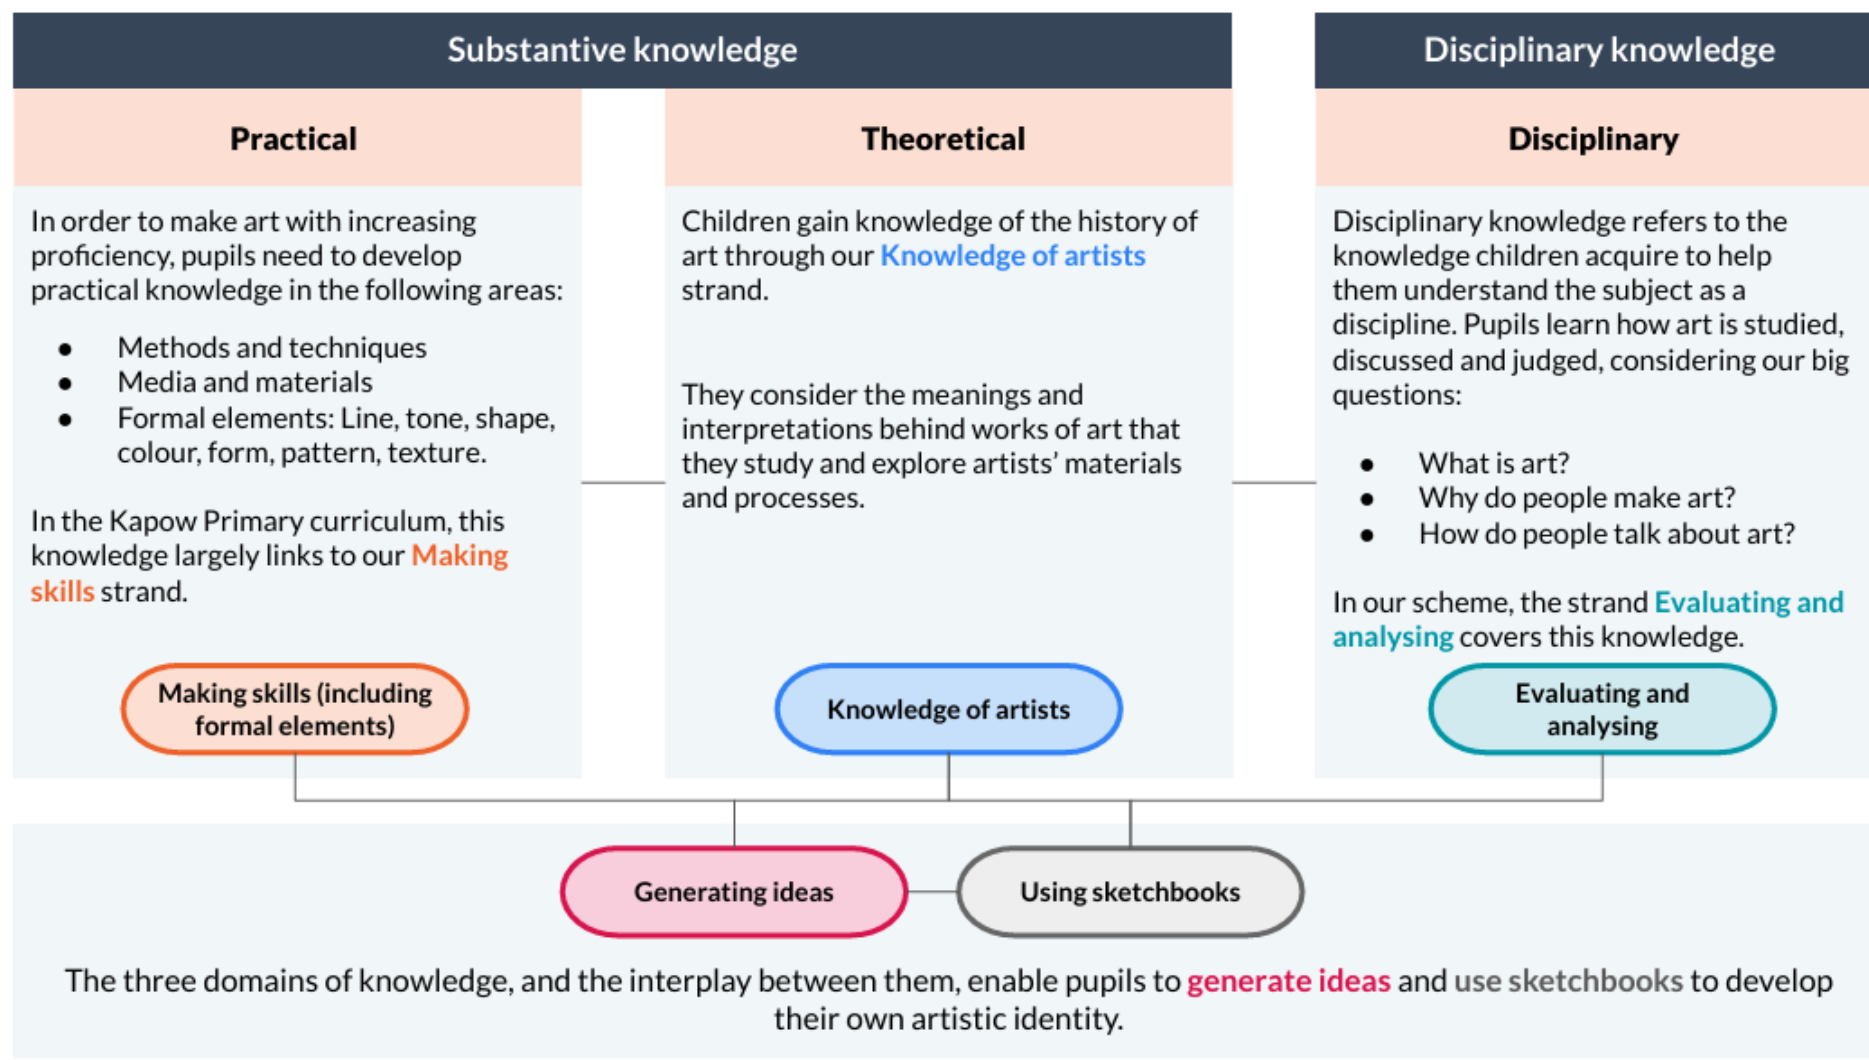 Substantive knowledge
Disciplinary knowledge
Practical
Theoretical
Disciplinary
In order to make art with increasing
proficiency, pupils need to develop
practical knowledge in the following areas:
● Methods and techniques
● Media and materials
● Formal elements: Line, tone, shape,
colour, form, pattern, texture.
In the Kapow Primary curriculum, this
knowledge largely links to our Making
skills strand.
Making skills (including
formal elements)
Children gain knowledge of the history of
art through our Knowledge of artists
strand.
They consider the meanings and
interpretations behind works of art that
they study and explore artists’ materials
and processes.
Knowledge of artists
Disciplinary knowledge refers to the
knowledge children acquire to help
them understand the subject as a
discipline. Pupils learn how art is studied,
discussed and judged, considering our big
questions:
● What is art?
● Why do people make art?
● How do people talk about art?
In our scheme, the strand Evaluating and
analysing covers this knowledge.
Evaluating and
analysing
Generating ideas
Using sketchbooks
The three domains of knowledge, and the interplay between them, enable pupils to generate ideas and use sketchbooks to develop
their own artistic identity.